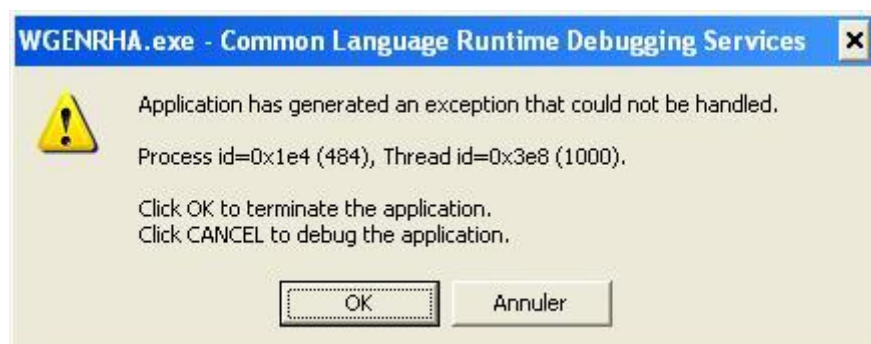 WGENRHA.exe - Common Language Runtime Debugging Services
Application has generated an exception that could not be handled.
Process id=0x1e4 (484), Thread id=0x3e8 (1000).
Click OK to terminate the application.
Click CANCEL to debug the application.
OK
Annuler